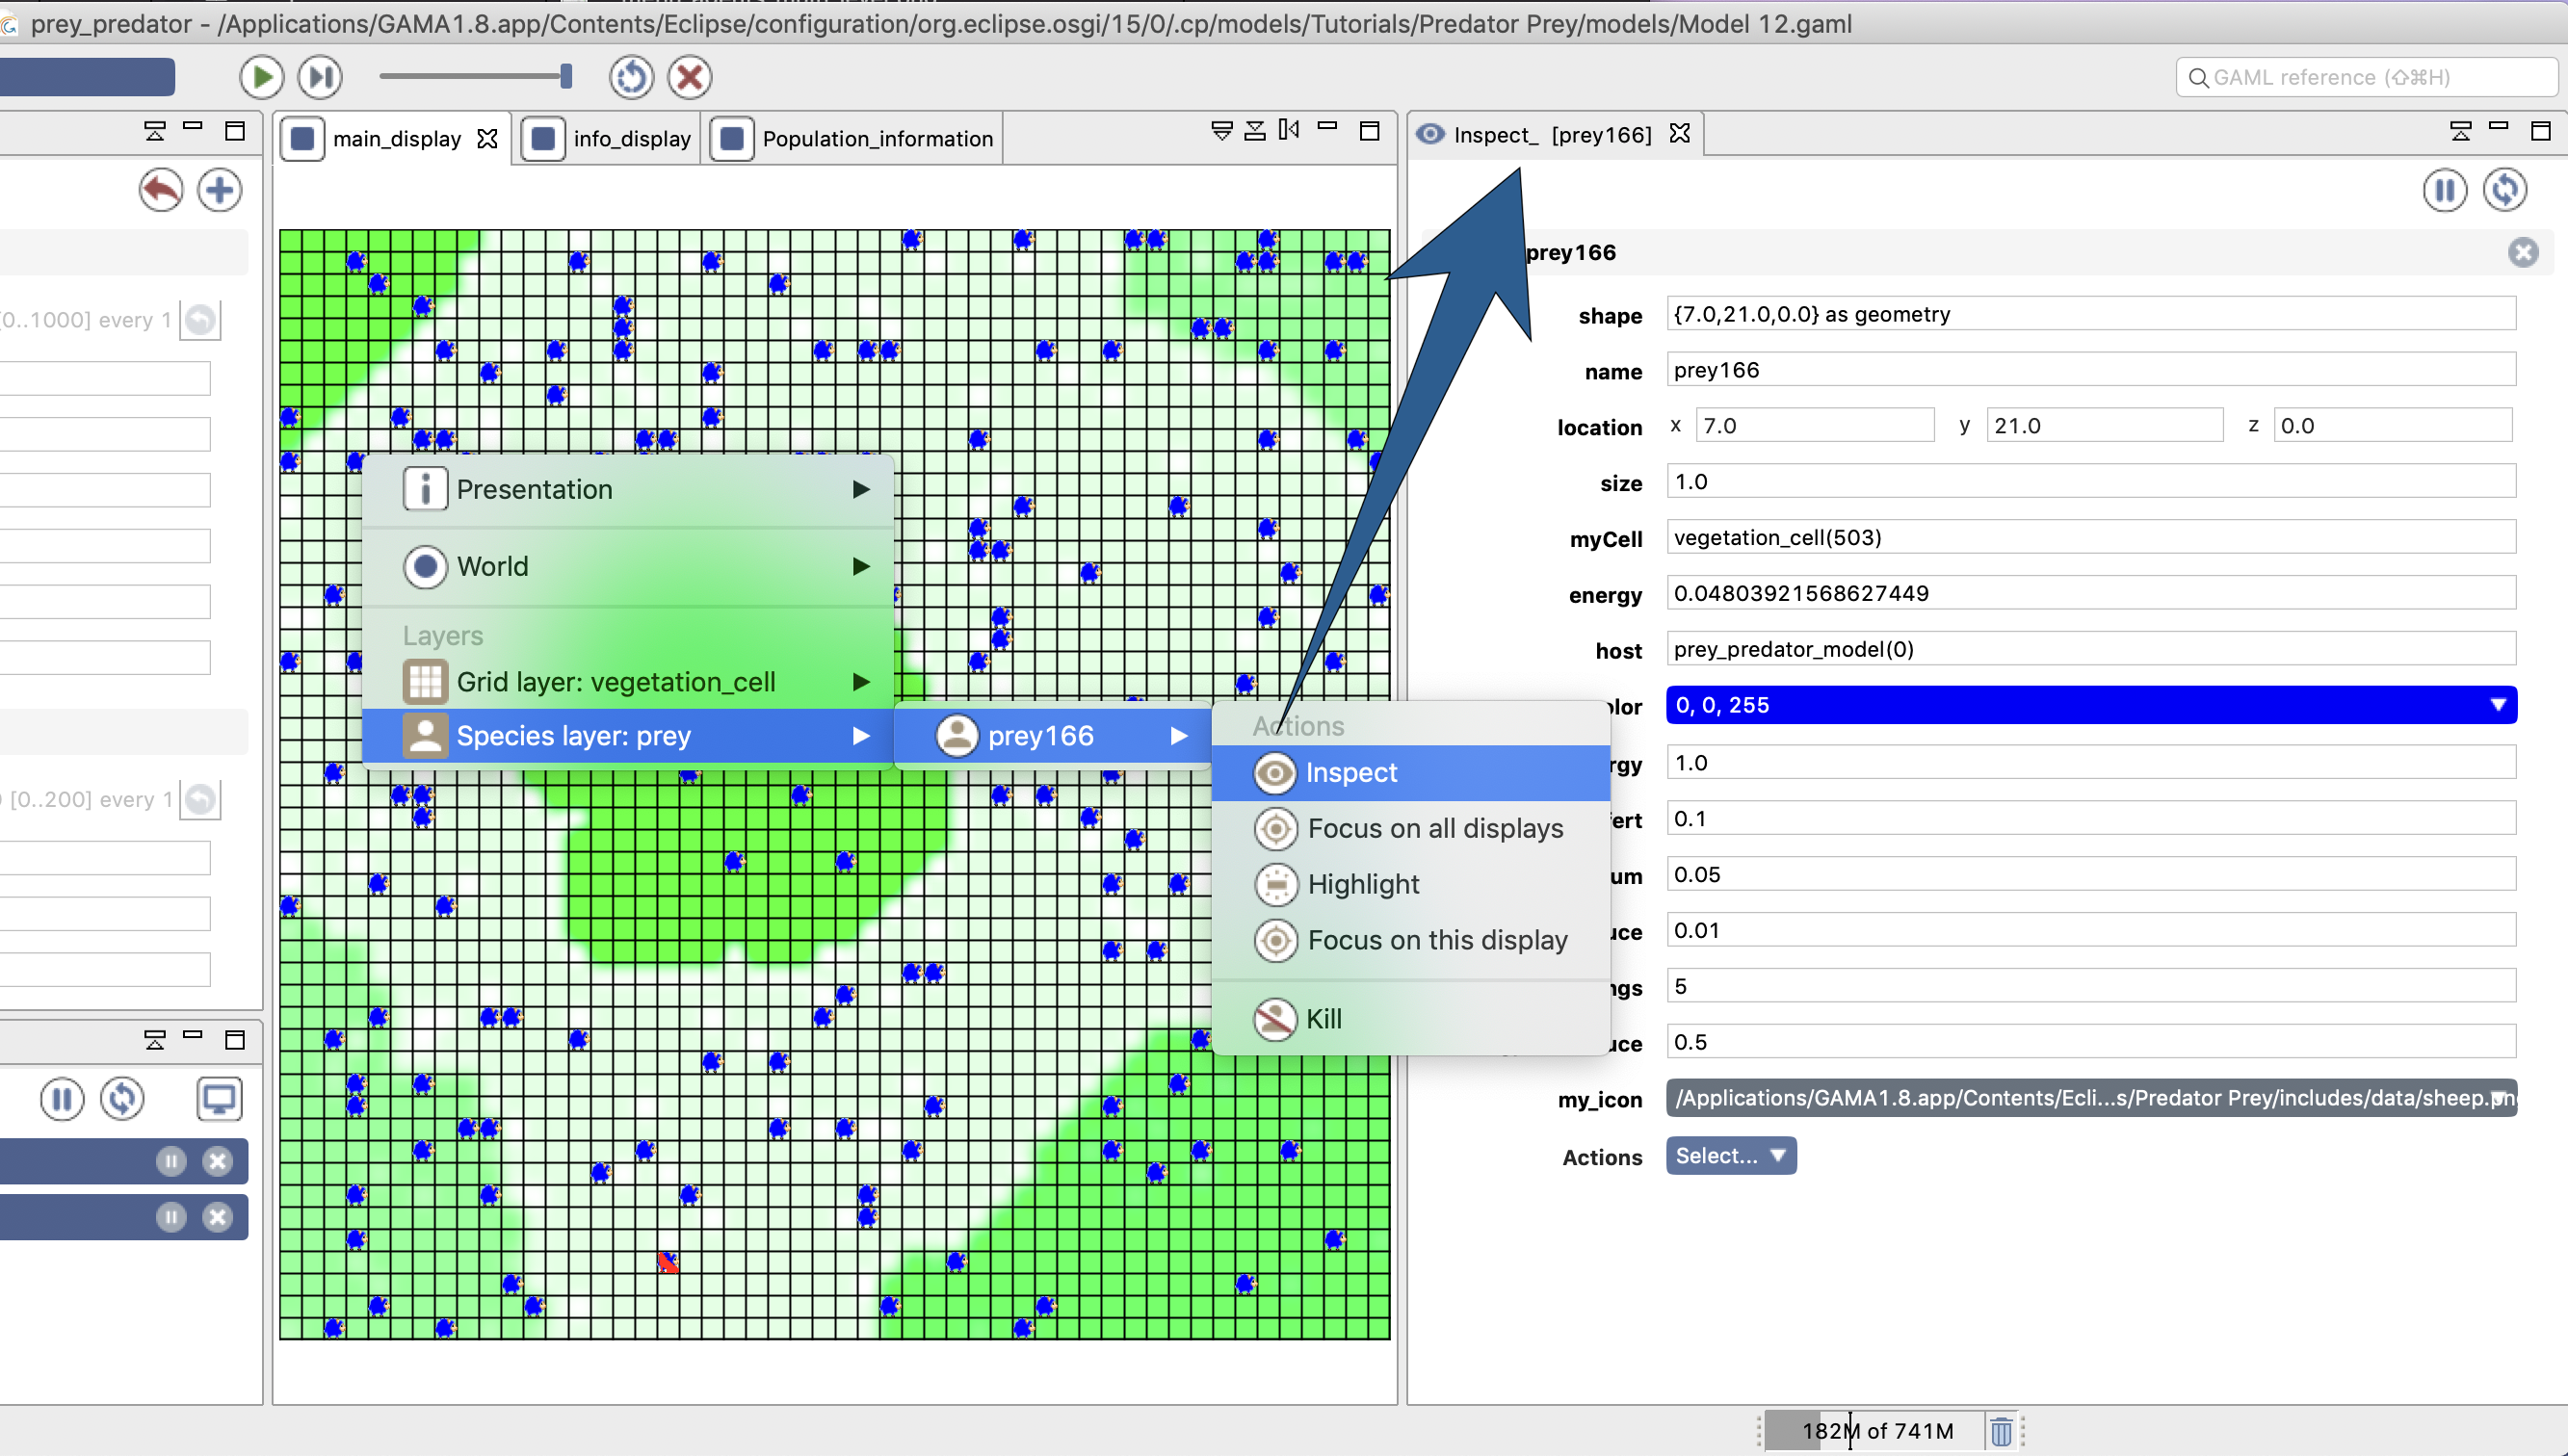 prey_predator - /Applications/GAMA1.8.app/Contents/Eclipse/configuration/org.eclipse.osgi/15/0/.cp/models/Tutorials/Predator Prey/models/Model 12.gaml
GAML reference (⇧⌘H)
main_display
info_display
Population_information
Inspect_ [prey166]
[0..1000] every 1
[0..200] every 1
Presentation
World
Layers
Grid layer: vegetation_cell
Species layer: prey
prey166
Actions
Inspect
Focus on all displays
Highlight
Focus on this display
Kill
prey166
shape {7.0,21.0,0.0} as geometry
name prey166
location x 7.0 y 21.0 z 0.0
size 1.0
myCell vegetation_cell(503)
energy 0.04803921568627449
host prey_predator_model(0)
olor 0, 0, 255
rgy 1.0
fert 0.1
um 0.05
uce 0.01
ngs 5
uce 0.5
my_icon /Applications/GAMA1.8.app/Contents/Ecli...s/Predator Prey/includes/data/sheep.png
Actions Select...
182M of 741M